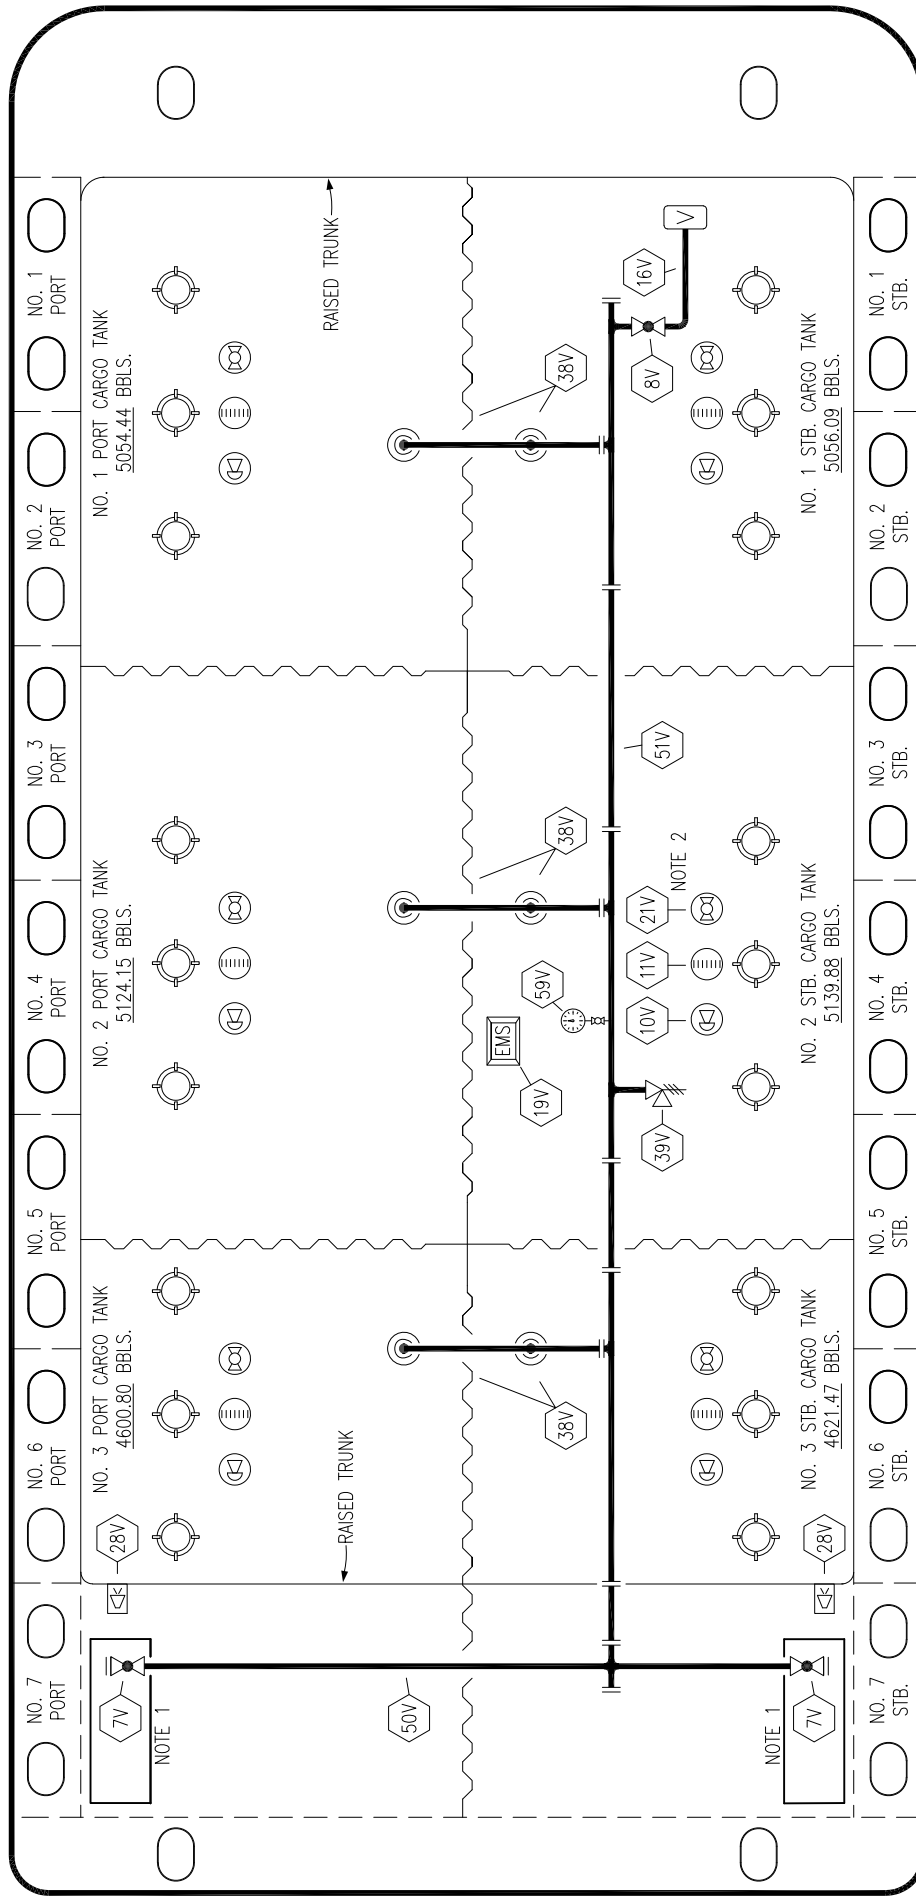 NO. 1
PORT
NO. 2
PORT
NO. 3
PORT
NO. 4
PORT
NO. 5
PORT
NO. 6
PORT
NO. 7
PORT
NO. 1 PORT CARGO TANK
5054.44 BBLS.
NO. 2 PORT CARGO TANK
5124.15 BBLS.
NO. 3 PORT CARGO TANK
4600.80 BBLS.
28V
7V
NOTE 1
RAISED TRUNK
RAISED TRUNK
50V
38V
38V
38V
EMS
19V
59V
V
16V
8V
51V
21V
11V
10V
NOTE 2
39V
NO. 1 STB. CARGO TANK
5056.09 BBLS.
NO. 2 STB. CARGO TANK
5139.88 BBLS.
NO. 3 STB. CARGO TANK
4621.47 BBLS.
28V
NOTE 1
7V
NO. 1
STB.
NO. 2
STB.
NO. 3
STB.
NO. 4
STB.
NO. 5
STB.
NO. 6
STB.
NO. 7
STB.